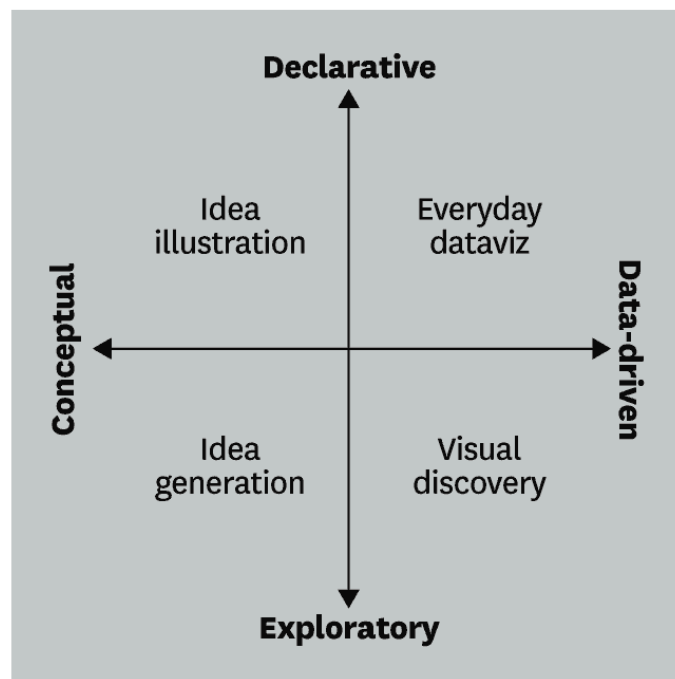 Declarative
Idea
illustration
Everyday
dataviz
Conceptual
Data-driven
Idea
generation
Visual
discovery
Exploratory